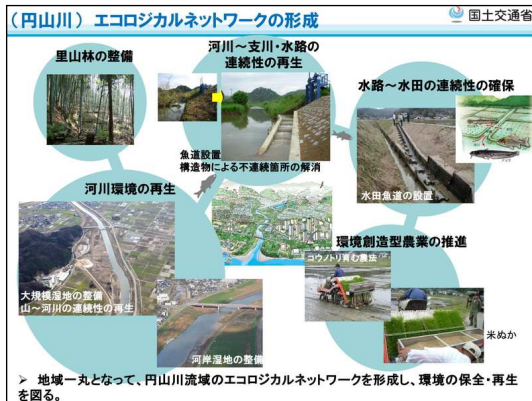 （円山川） エコロジカルネットワークの形成
国土交通省
里山林の整備
河川～支川・水路の
連続性の再生
水路～水田の連続性の確保
魚道設置
構造物による不連続箇所の解消
水田魚道の設置
河川環境の再生
環境創造型農業の推進
コウノトリ育む農法
大規模湿地の整備
山～河川の連続性の再生
河岸湿地の整備
米ぬか
➢ 地域一丸となって、円山川流域のエコロジカルネットワークを形成し、環境の保全・再生
を図る。